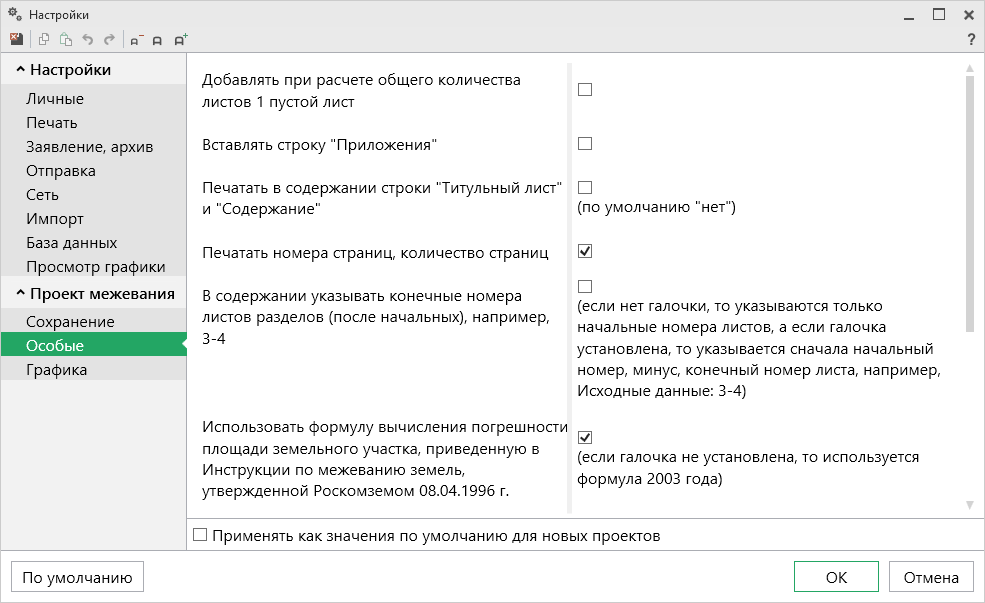 Настройки
?
Настройки
Личные
Печать
Заявление, архив
Отправка
Сеть
Импорт
База данных
Просмотр графики
Проект межевания
Сохранение
Особые
Графика
Добавлять при расчете общего количества
листов 1 пустой лист
Вставлять строку "Приложения"
Печатать в содержании строки "Титульный лист"
и "Содержание"
(по умолчанию "нет")
Печатать номера страниц, количество страниц
В содержании указывать конечные номера
листов разделов (после начальных), например,
3-4
(если нет галочки, то указываются только
начальные номера листов, а если галочка
установлена, то указывается сначала начальный
номер, минус, конечный номер листа, например,
Исходные данные: 3-4)
Использовать формулу вычисления погрешности
площади земельного участка, приведенную в
Инструкции по межеванию земель,
утвержденной Роскомземом 08.04.1996 г.
(если галочка не установлена, то используется
формула 2003 года)
Применять как значения по умолчанию для новых проектов
По умолчанию
ОК
Отмена